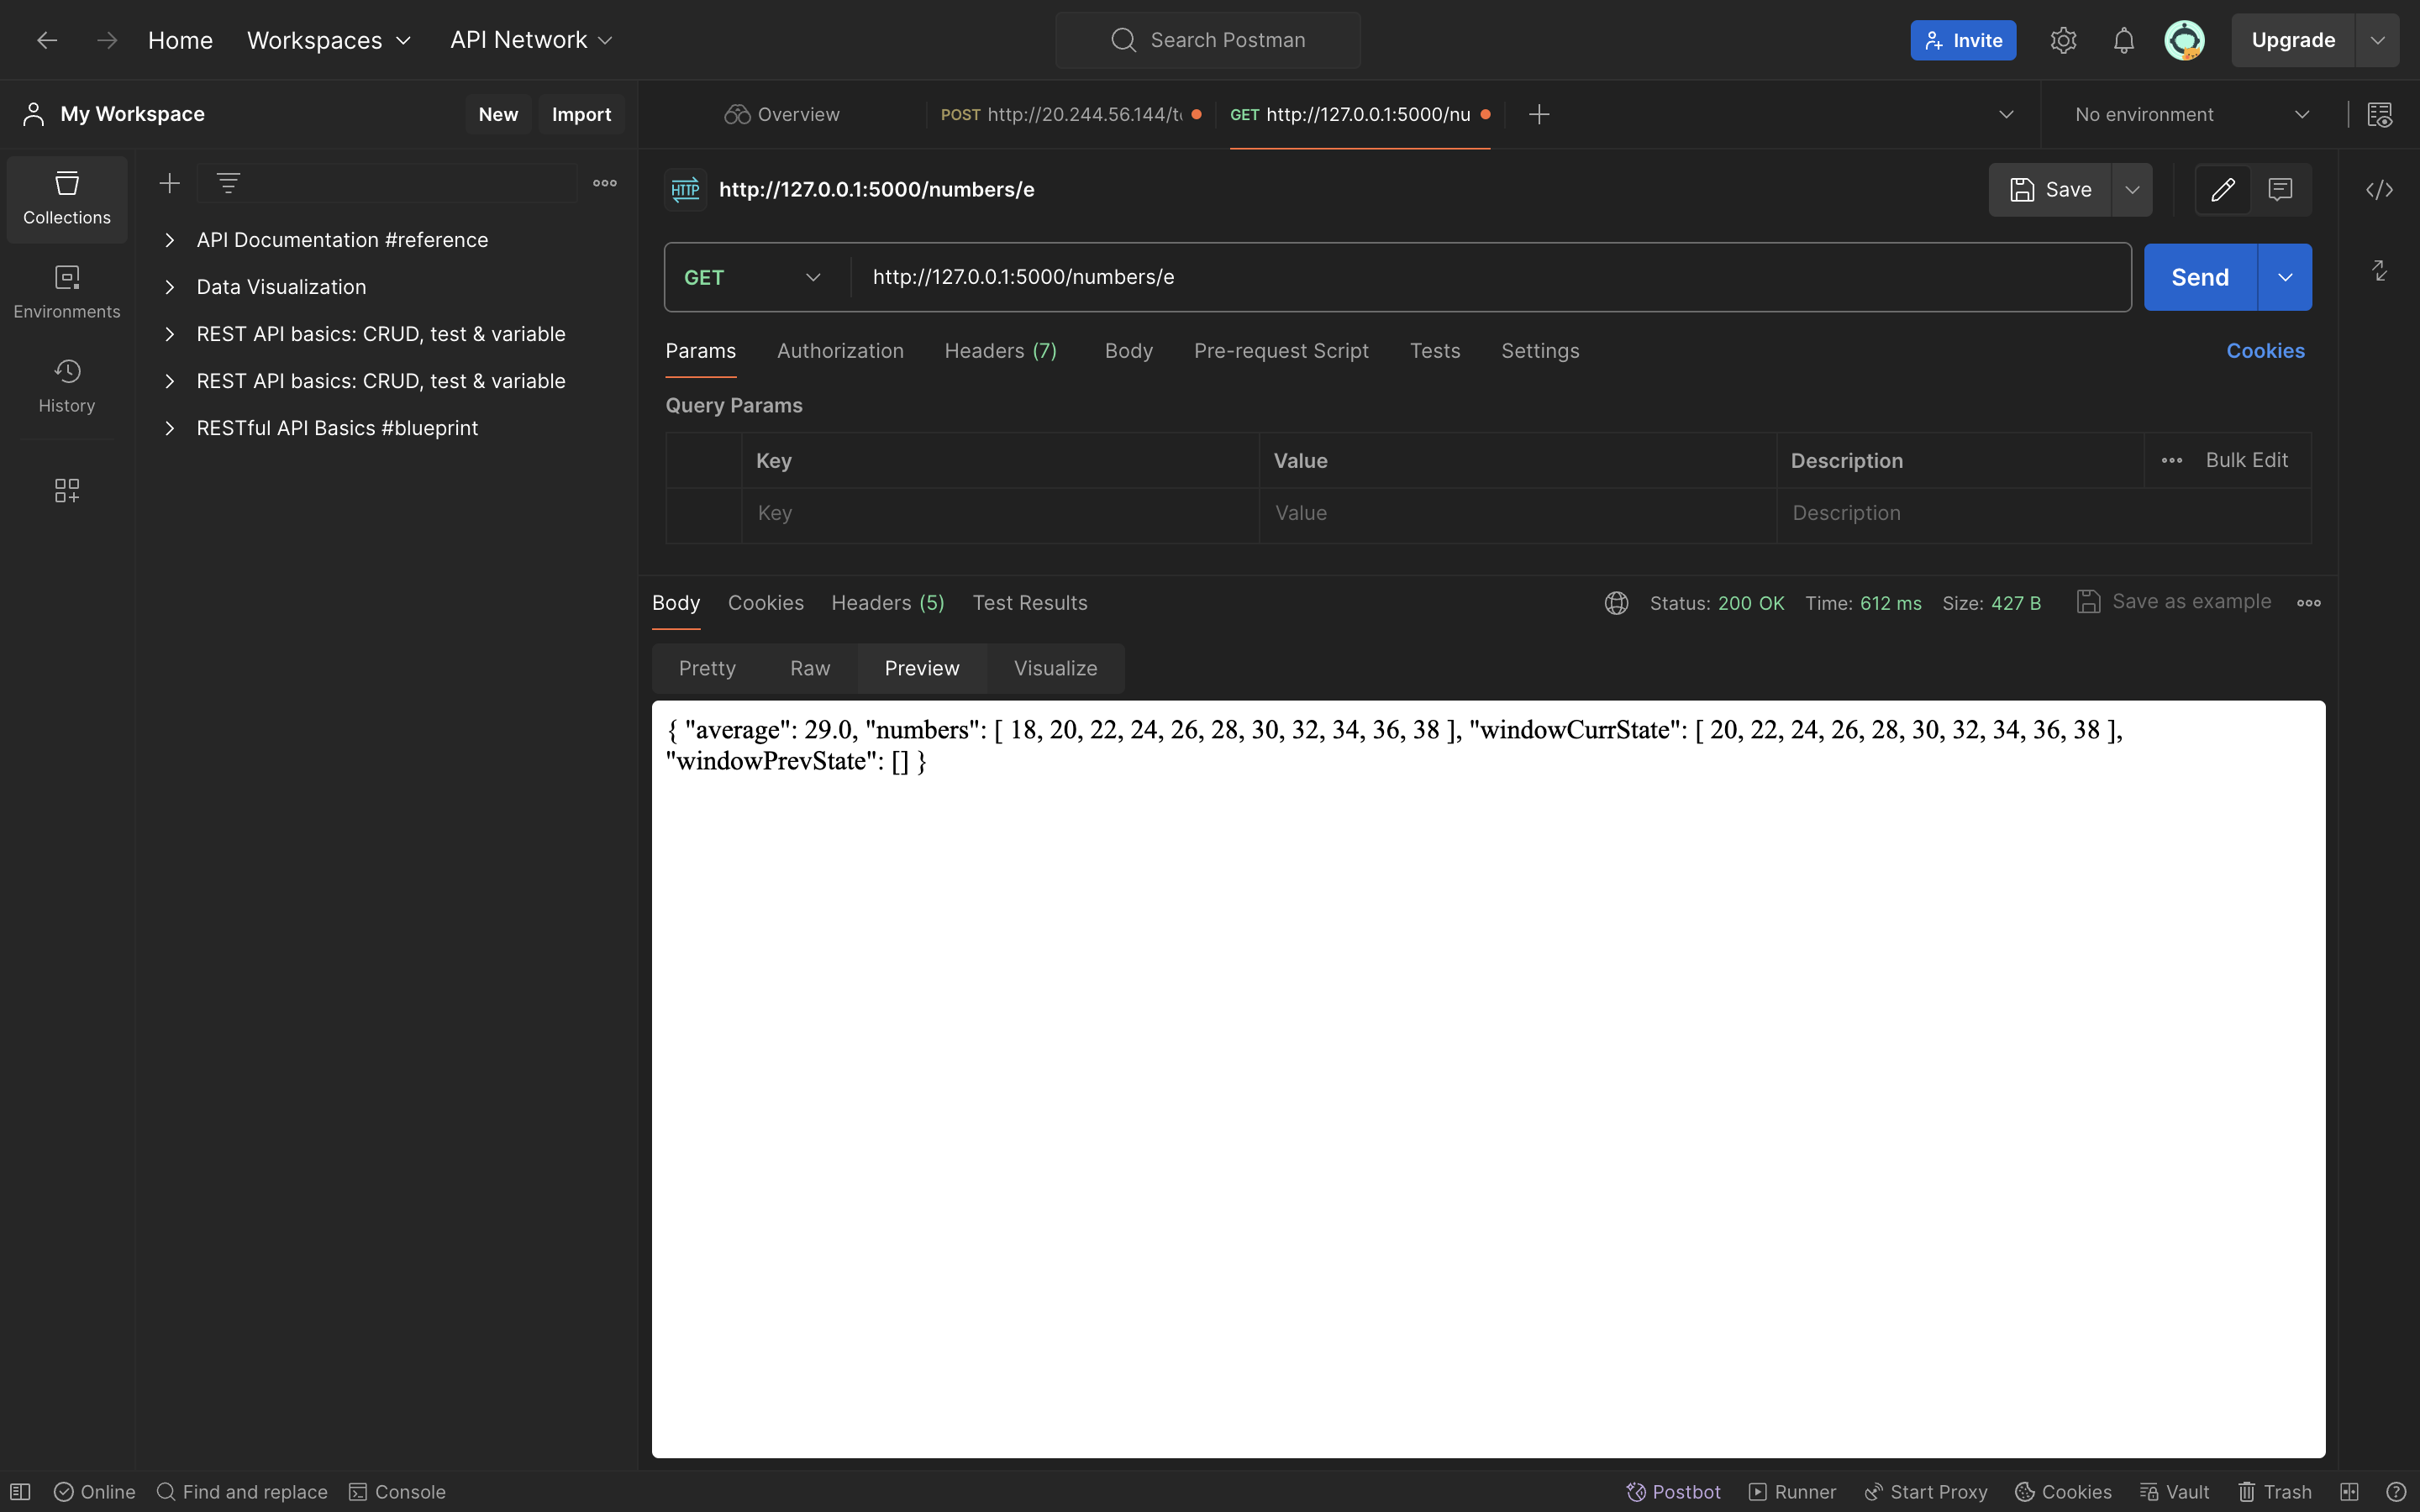 Home Workspaces API Network Search Postman Invite Upgrade
My Workspace New Import Overview POST http://20.244.56.144/t GET http://127.0.0.1:5000/nu No environment
Collections
Environments
History
API Documentation #reference
Data Visualization
REST API basics: CRUD, test & variable
REST API basics: CRUD, test & variable
RESTful API Basics #blueprint
HTTP http://127.0.0.1:5000/numbers/e Save
GET http://127.0.0.1:5000/numbers/e Send
Params Authorization Headers (7) Body Pre-request Script Tests Settings Cookies
Query Params
Key Value Description Bulk Edit
Key Value Description
Body Cookies Headers (5) Test Results Status: 200 OK Time: 612 ms Size: 427 B Save as example
Pretty Raw Preview Visualize
{ "average": 29.0, "numbers": [ 18, 20, 22, 24, 26, 28, 30, 32, 34, 36, 38 ], "windowCurrState": [ 20, 22, 24, 26, 28, 30, 32, 34, 36, 38 ],
"windowPrevState": [] }
Online Find and replace Console Postbot Runner Start Proxy Cookies Vault Trash